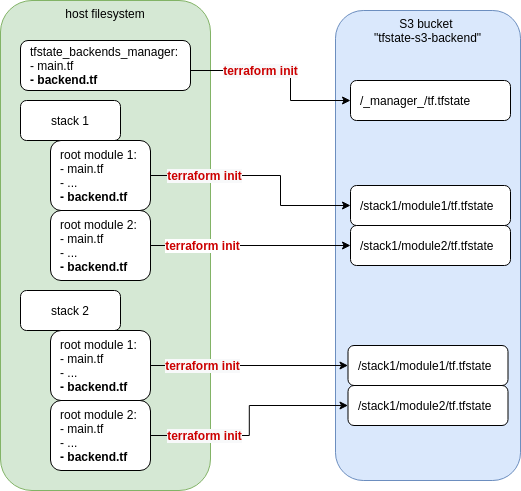 host filesystem
tfstate_backends_manager:
- main.tf
- backend.tf
terraform init
stack 1
root module 1:
- main.tf
- ...
- backend.tf
terraform init
root module 2:
- main.tf
- ...
- backend.tf
terraform init
stack 2
root module 1:
- main.tf
- ...
- backend.tf
terraform init
root module 2:
- main.tf
- ...
- backend.tf
terraform init
S3 bucket
"tfstate-s3-backend"
/_manager_/tf.tfstate
/stack1/module1/tf.tfstate
/stack1/module2/tf.tfstate
/stack1/module1/tf.tfstate
/stack1/module2/tf.tfstate